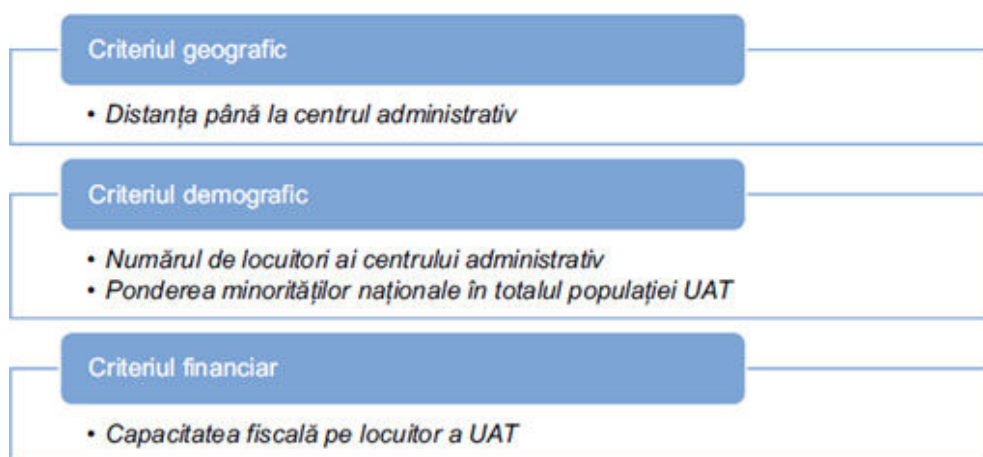 Criteriul geografic
• Distanța până la centrul administrativ
Criteriul demografic
• Numărul de locuitori ai centrului administrativ
• Ponderea minorităților naționale în totalul populației UAT
Criteriul financiar
• Capacitatea fiscală pe locuitor a UAT